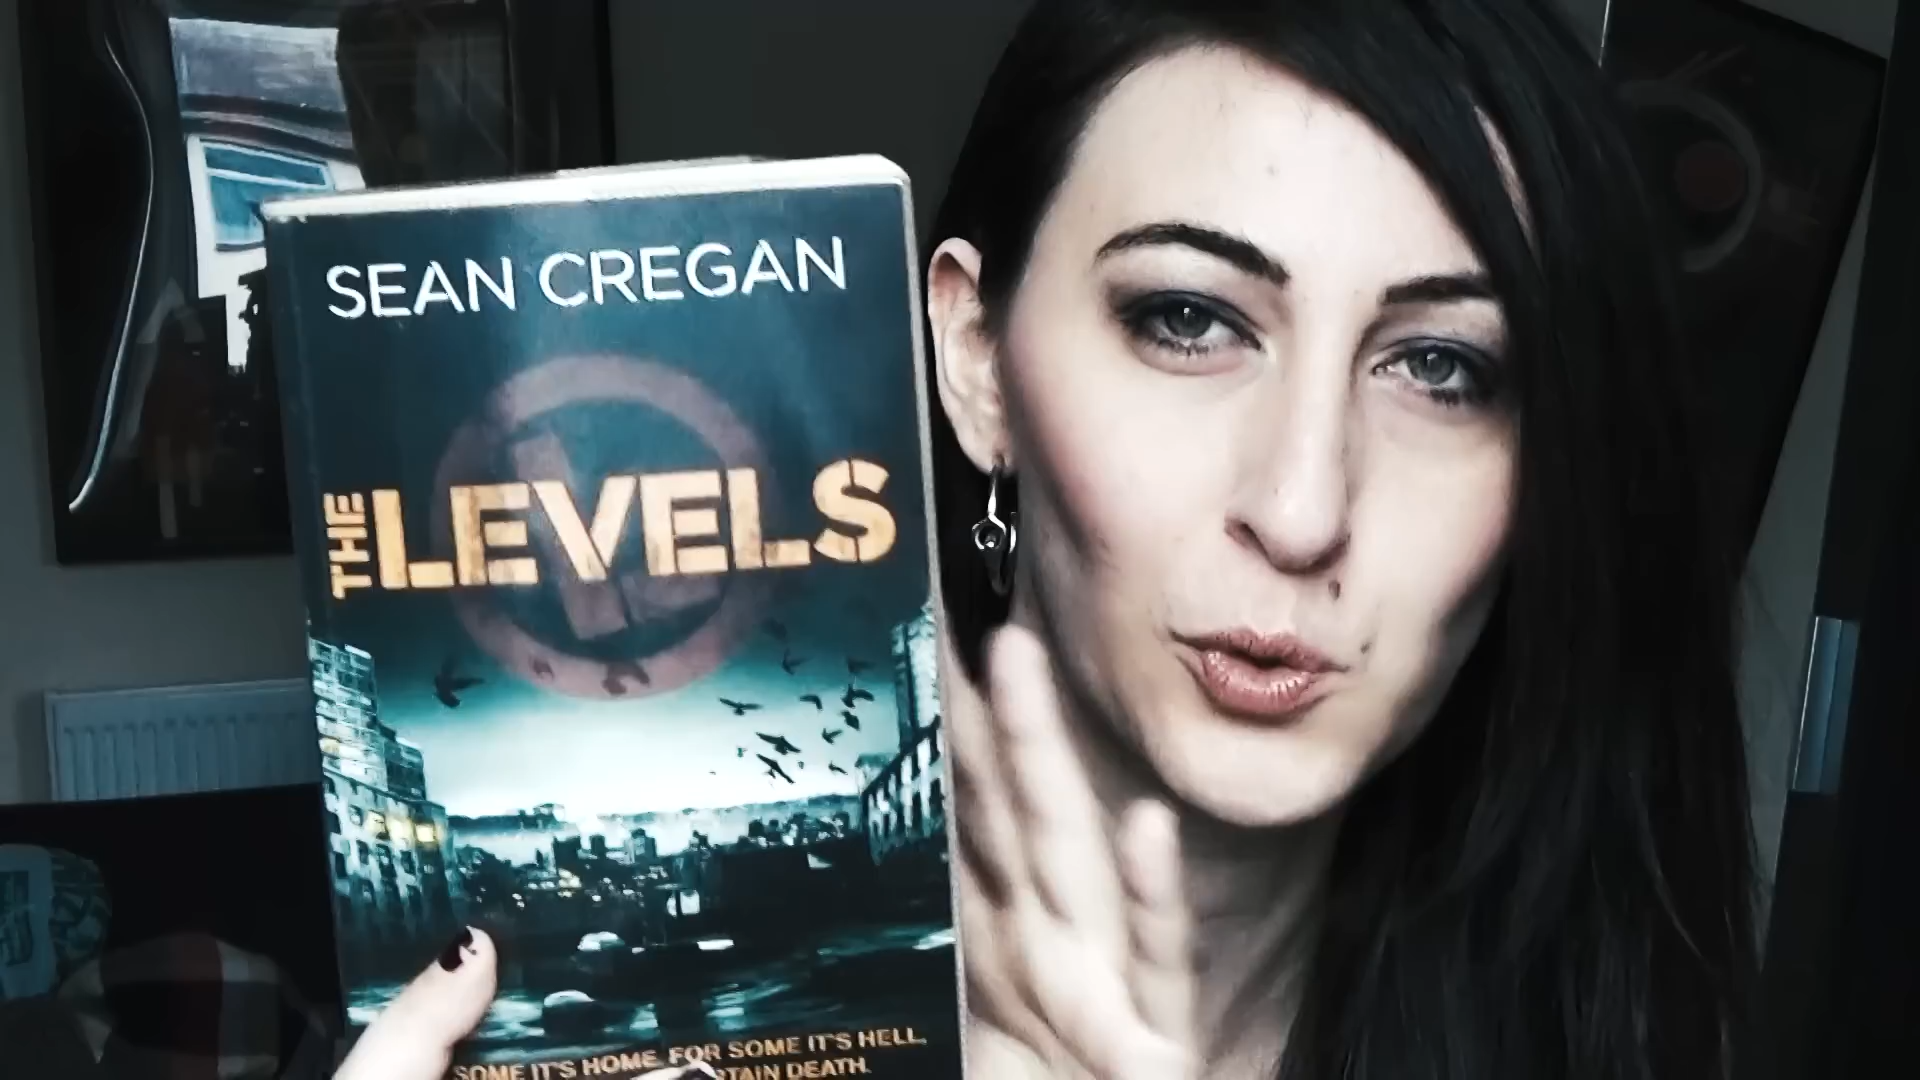 SEAN CREGAN
THE LEVELS
SOME IT'S HOME. FOR SOME IT'S HELL.
DEATH.